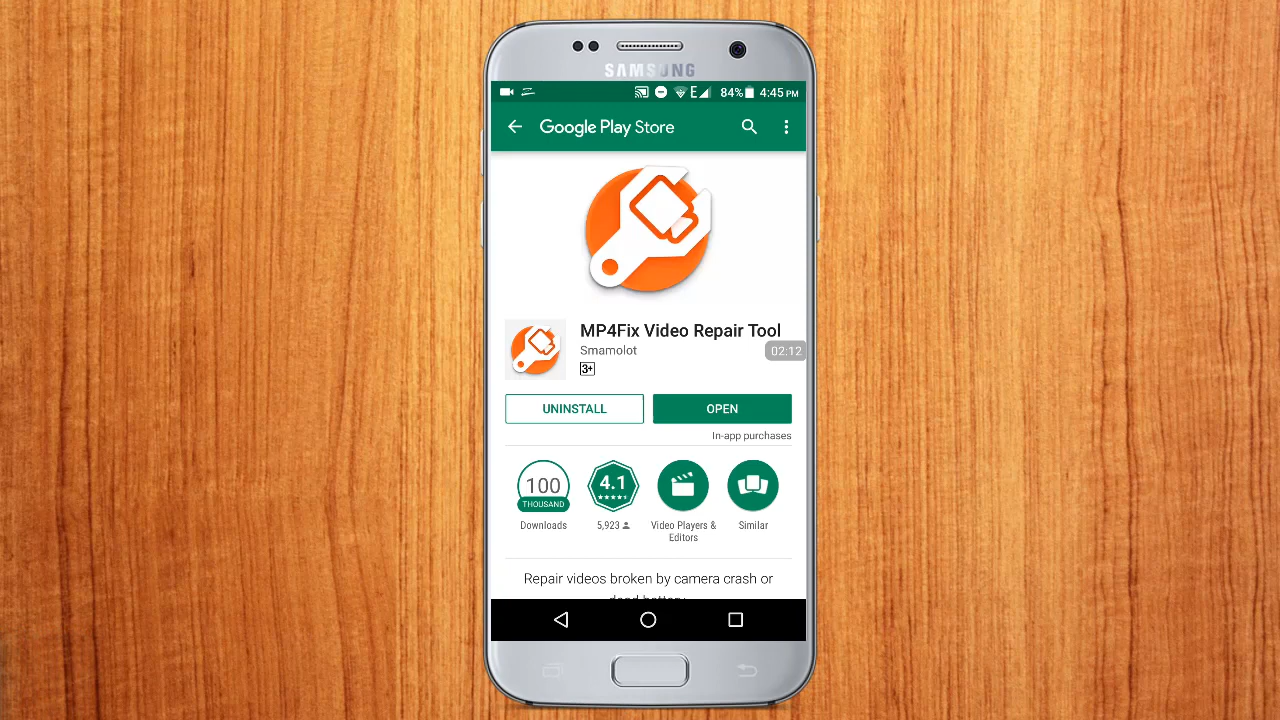 SAMSUNG
E 84% 4:45 PM
Google Play Store
MP4Fix Video Repair Tool
Smamolot
02:12
3+
UNINSTALL OPEN
In-app purchases
100
THOUSAND
4.1
Downloads 5,923 Video Players & Similar
Editors
Repair videos broken by camera crash or
dead battery